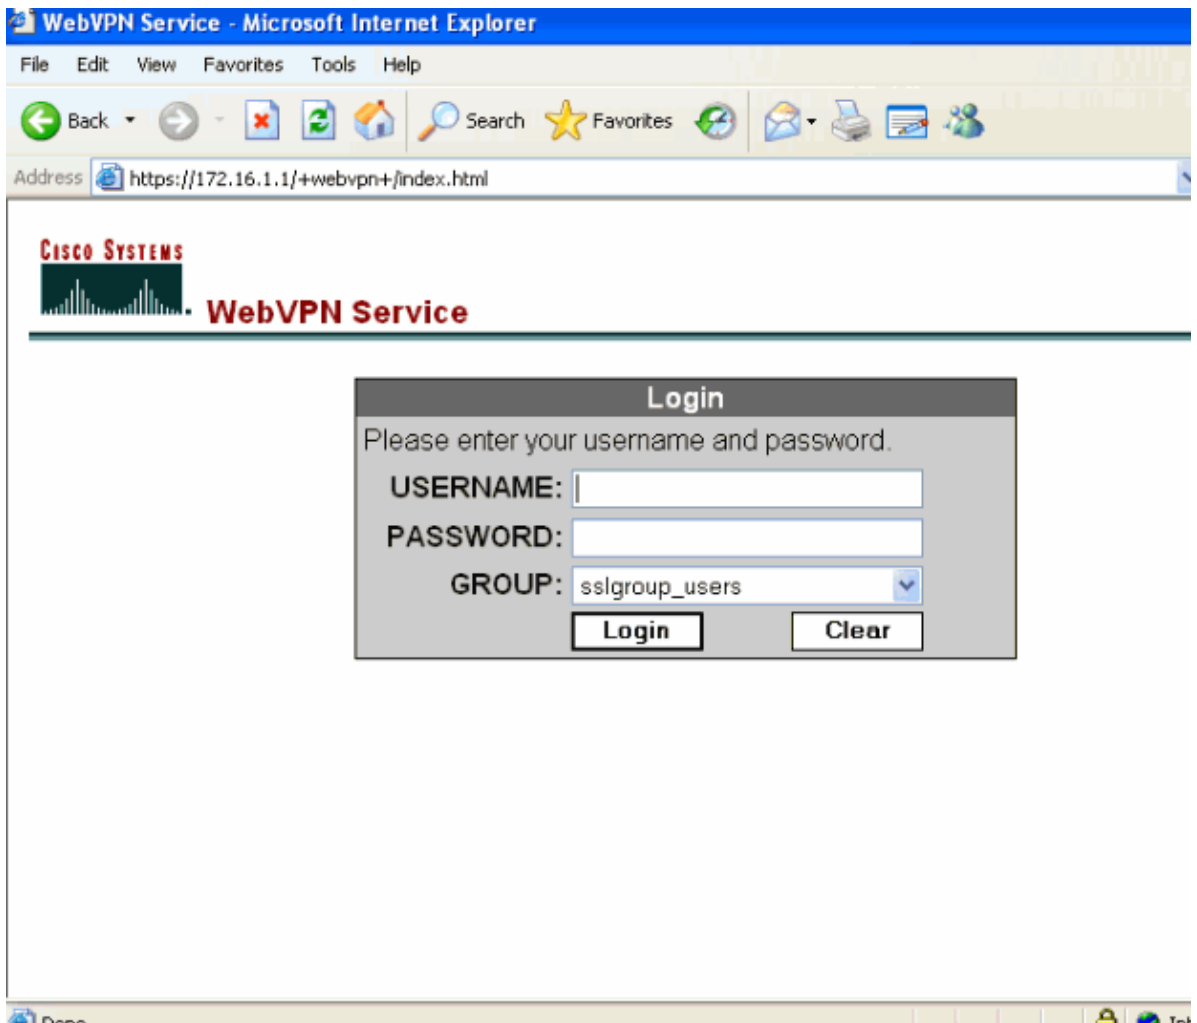 WebVPN Service - Microsoft Internet Explorer
File Edit View Favorites Tools Help
Back Search Favorites
Address https://172.16.1.1/+webvpn+/index.html
CISCO SYSTEMS
WebVPN Service
Login
Please enter your username and password.
USERNAME:
PASSWORD:
GROUP: sslgroup_users
Login Clear